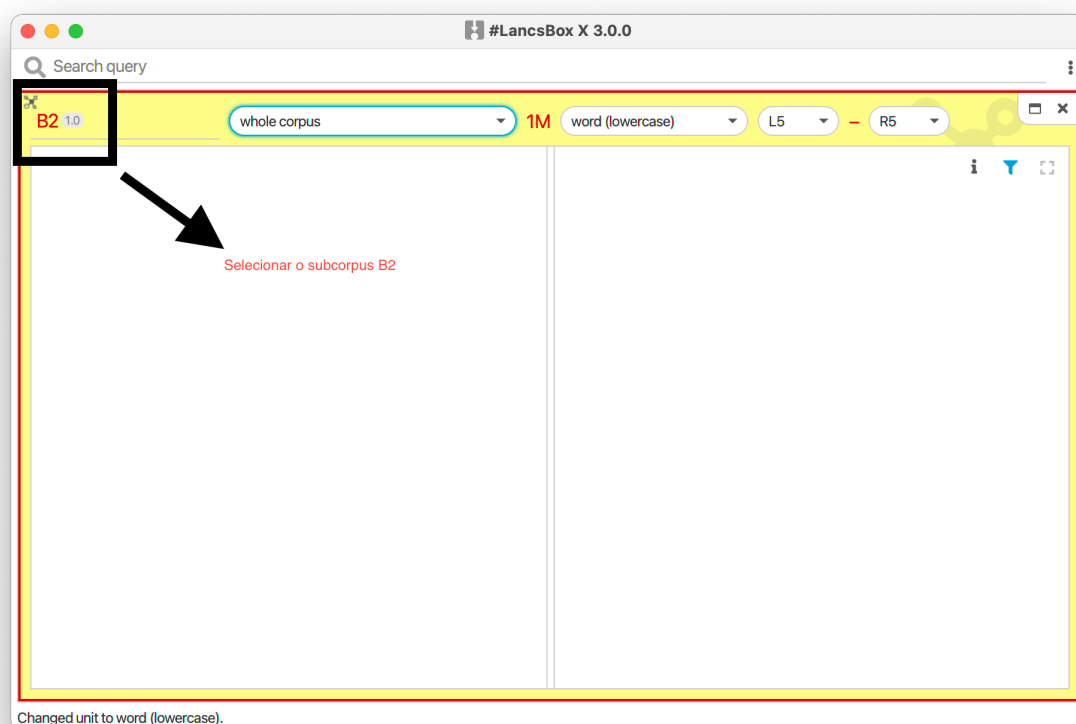 #LancsBox X 3.0.0
Search query
B2 1.0 whole corpus 1M word (lowercase) L5 – R5
Selecionar o subcorpus B2
Changed unit to word (lowercase).